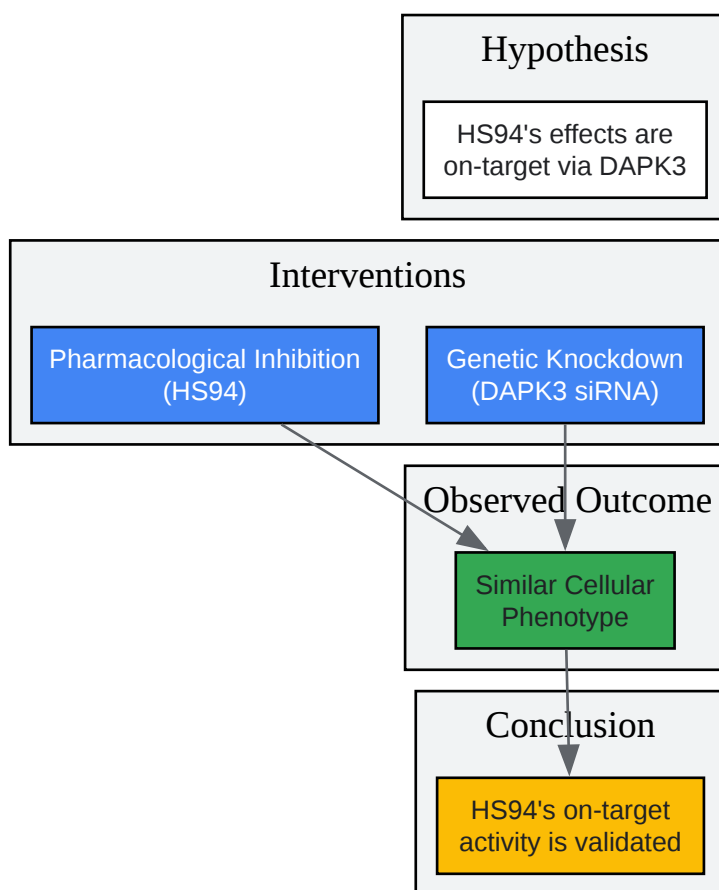 Hypothesis
HS94's effects are
on-target via DAPK3
Interventions
Pharmacological Inhibition
(HS94)
Genetic Knockdown
(DAPK3 siRNA)
Observed Outcome
Similar Cellular
Phenotype
Conclusion
HS94's on-target
activity is validated